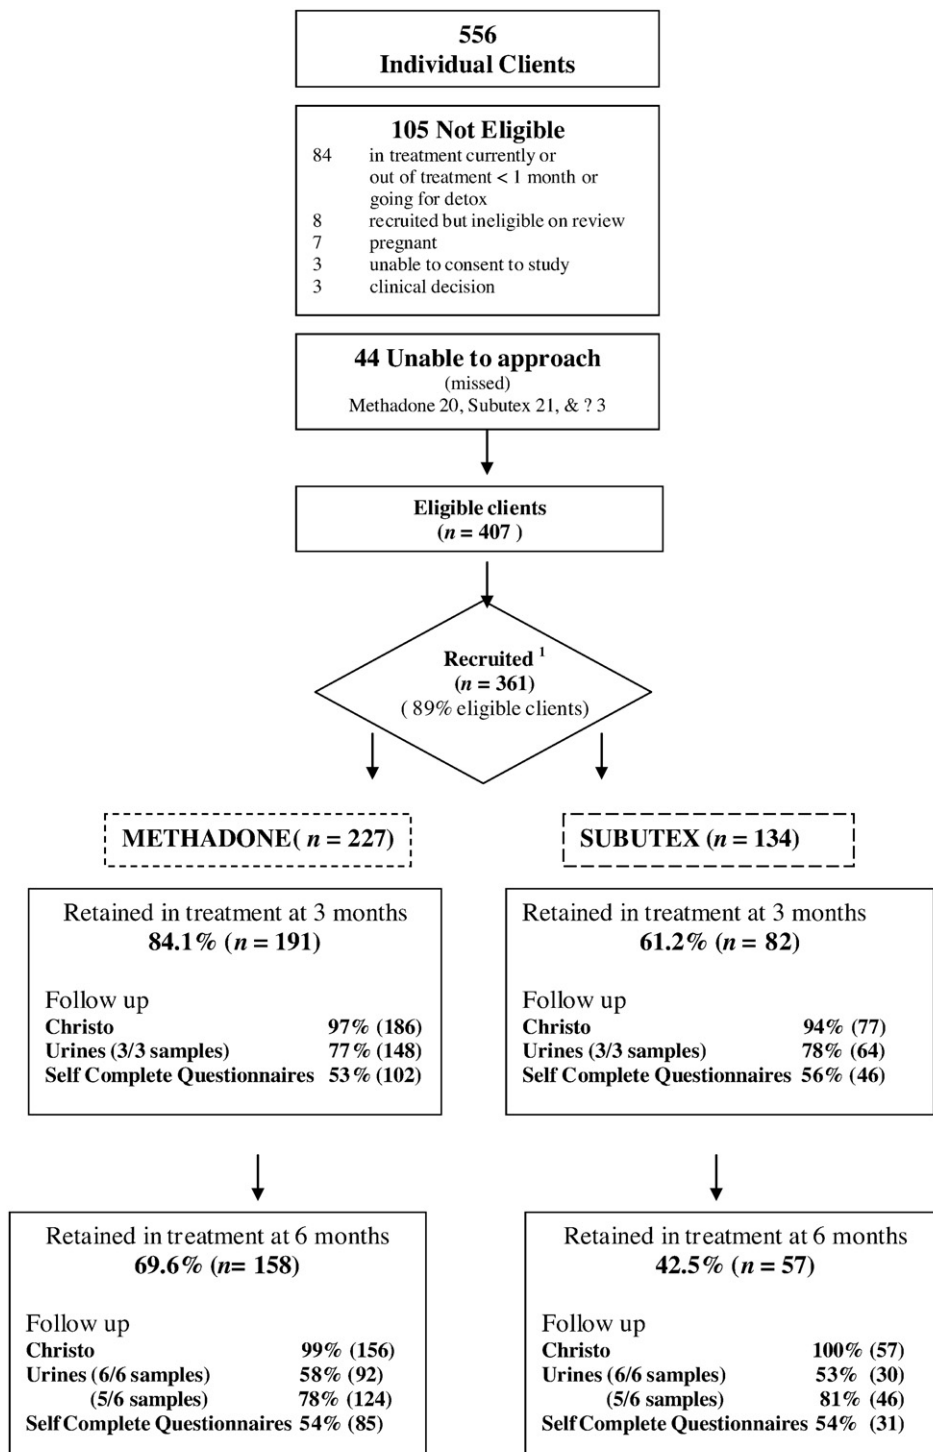 556
Individual Clients
105 Not Eligible
84 in treatment currently or
out of treatment < 1 month or
going for detox
8 recruited but ineligible on review
7 pregnant
3 unable to consent to study
3 clinical decision
44 Unable to approach
(missed)
Methadone 20, Subutex 21, & ? 3
Eligible clients
(n = 407 )
Recruited 1
(n = 361)
( 89% eligible clients)
METHADONE( n = 227)
Retained in treatment at 3 months
84.1% (n = 191)
Follow up
Christo 97% (186)
Urines (3/3 samples) 77% (148)
Self Complete Questionnaires 53% (102)
SUBUTEX (n = 134)
Retained in treatment at 3 months
61.2% (n = 82)
Follow up
Christo 94% (77)
Urines (3/3 samples) 78% (64)
Self Complete Questionnaires 56% (46)
Retained in treatment at 6 months
69.6% (n= 158)
Follow up
Christo 99% (156)
Urines (6/6 samples) 58% (92)
(5/6 samples) 78% (124)
Self Complete Questionnaires 54% (85)
Retained in treatment at 6 months
42.5% (n = 57)
Follow up
Christo 100% (57)
Urines (6/6 samples) 53% (30)
(5/6 samples) 81% (46)
Self Complete Questionnaires 54% (31)